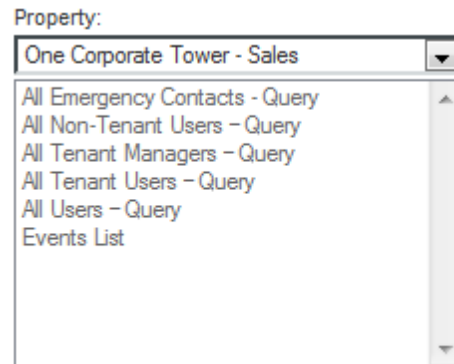 Property:
One Corporate Tower - Sales
All Emergency Contacts - Query
All Non-Tenant Users – Query
All Tenant Managers – Query
All Tenant Users – Query
All Users – Query
Events List